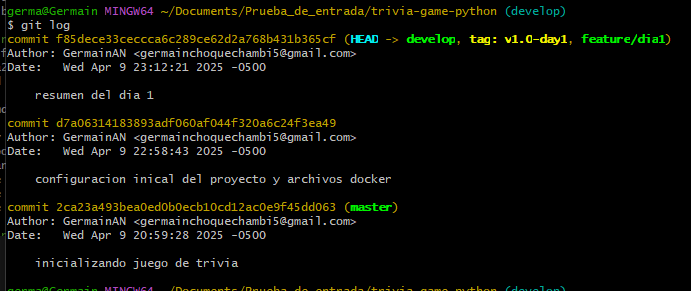 germa@Germain MINGW64 ~/Documents/Prueba_de_entrada/trivia-game-python (develop)
$ git log
commit f85dece33ceccca6c289ce62d2a768b431b365cf (HEAD -> develop, tag: v1.0-day1, feature/dia1)
Author: GermainAN <germainchoquechambi5@gmail.com>
Date:   Wed Apr 9 23:12:21 2025 -0500

    resumen del dia 1

commit d7a06314183893adf060af044f320a6c24f3ea49
Author: GermainAN <germainchoquechambi5@gmail.com>
Date:   Wed Apr 9 22:58:43 2025 -0500

    configuracion inical del proyecto y archivos docker

commit 2ca23a493bea0ed0b0ecb10cd12ac0e9f45dd063 (master)
Author: GermainAN <germainchoquechambi5@gmail.com>
Date:   Wed Apr 9 20:59:28 2025 -0500

    inicializando juego de trivia

germa@Germain MINGW64 ~/Documents/Prueba_de_entrada/trivia-game-python (develop)